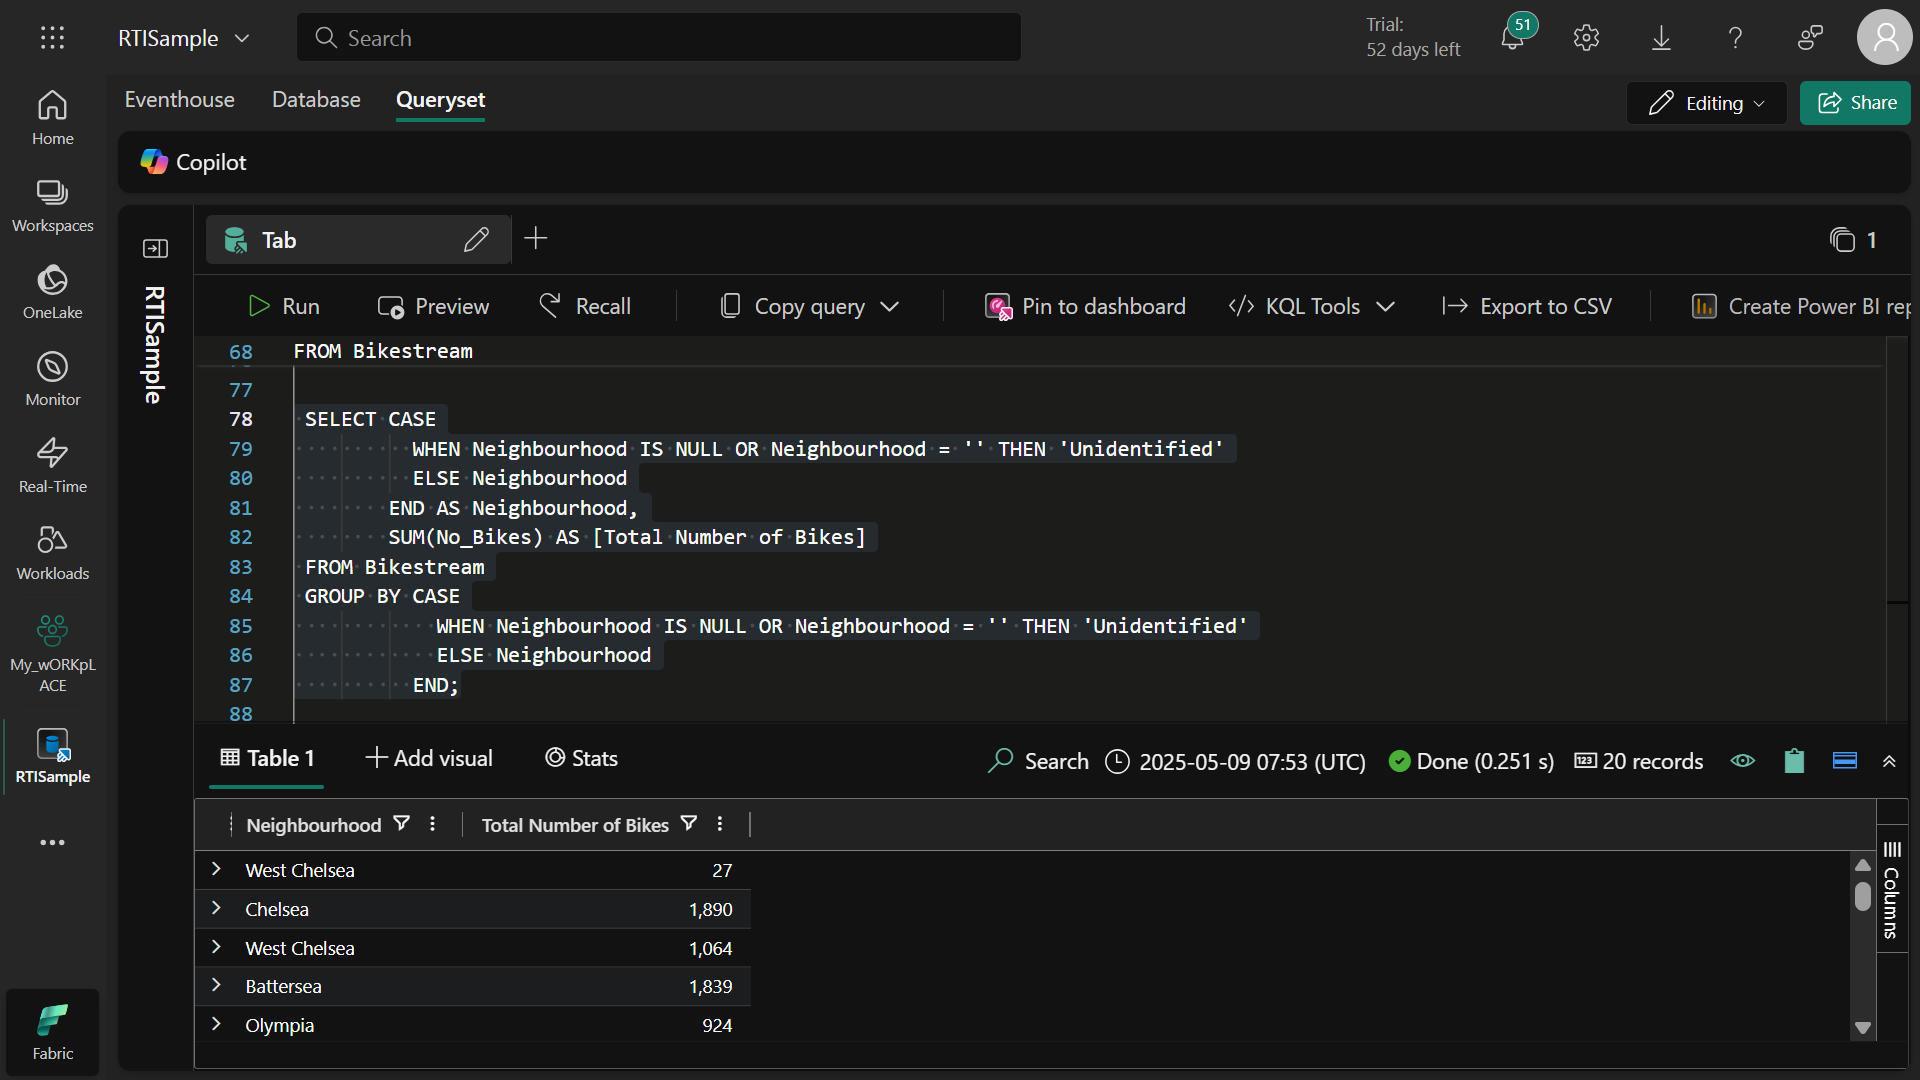 RTISample
Search
Trial:
52 days left
51
Home
Workspaces
OneLake
Monitor
Real-Time
Workloads
My_wORKpL
ACE
RTISample
Fabric
Eventhouse
Database
Queryset
Editing
Share
Copilot
RTISample
Tab
1
Run
Preview
Recall
Copy query
Pin to dashboard
KQL Tools
Export to CSV
Create Power BI rep
68 FROM Bikestream
77
78 SELECT CASE
79 WHEN Neighbourhood IS NULL OR Neighbourhood = '' THEN 'Unidentified'
80 ELSE Neighbourhood
81 END AS Neighbourhood,
82 SUM(No_Bikes) AS [Total Number of Bikes]
83 FROM Bikestream
84 GROUP BY CASE
85 WHEN Neighbourhood IS NULL OR Neighbourhood = '' THEN 'Unidentified'
86 ELSE Neighbourhood
87 END;
88
Table 1
Add visual
Stats
Search
2025-05-09 07:53 (UTC)
Done (0.251 s)
123 20 records
Neighbourhood Total Number of Bikes
West Chelsea 27
Chelsea 1,890
West Chelsea 1,064
Battersea 1,839
Olympia 924
Columns